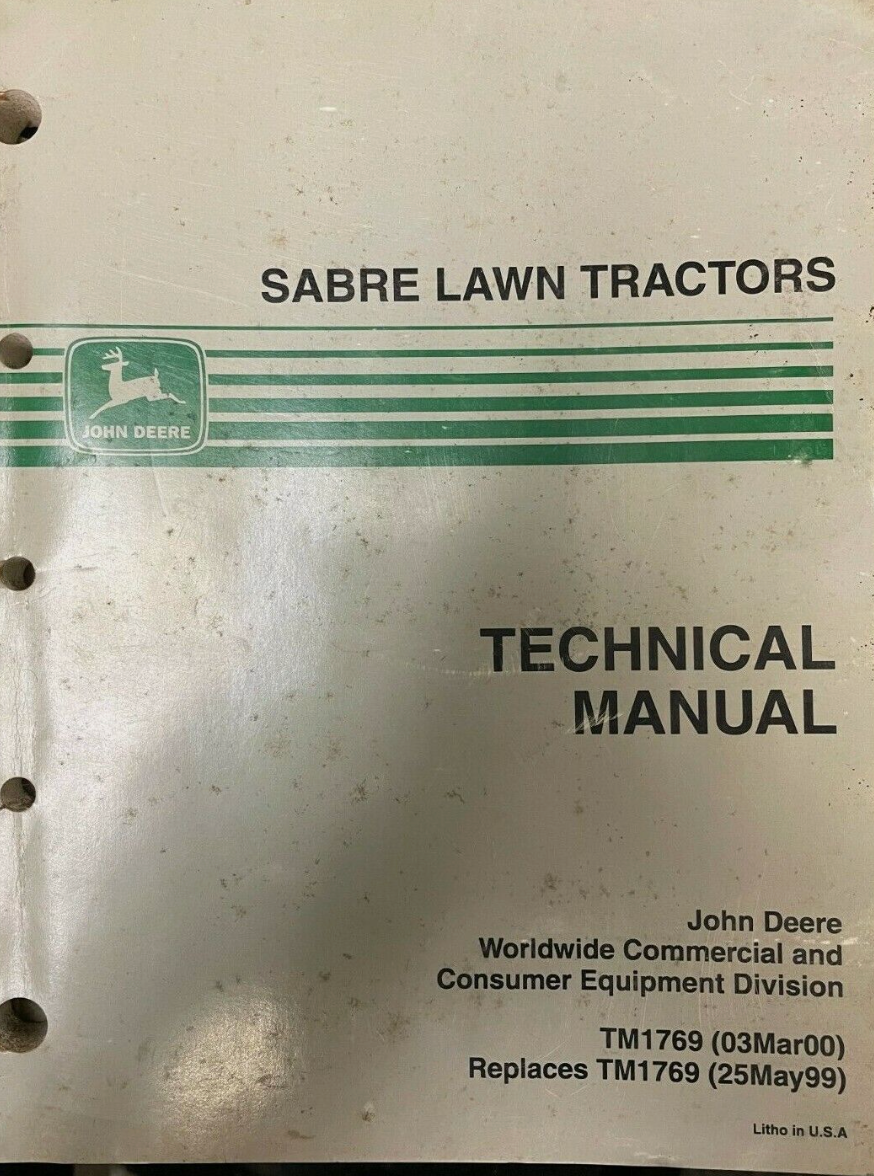 SABRE LAWN TRACTORS
JOHN DEERE
TECHNICAL
MANUAL
John Deere
Worldwide Commercial and
Consumer Equipment Division
TM1769 (03Mar00)
Replaces TM1769 (25May99)
Litho in U.S.A